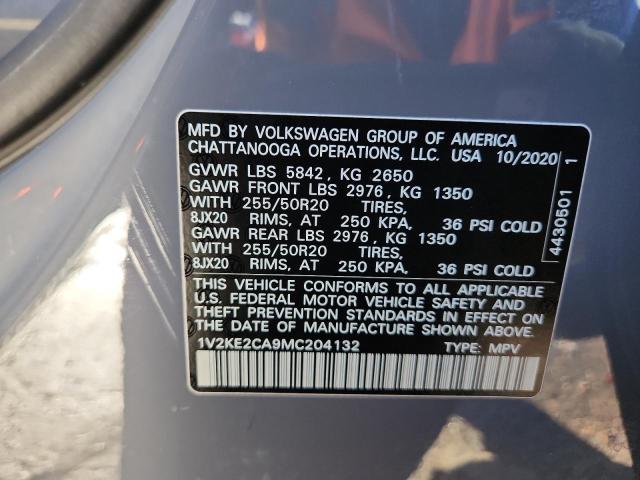 MFD BY VOLKSWAGEN GROUP OF AMERICA
CHATTANOOGA OPERATIONS, LLC. USA 10/2020
GVWR LBS 5842, KG 2650
GAWR FRONT LBS 2976, KG 1350
WITH 255/50R20 TIRES,
8JX20 RIMS, AT 250 KPA, 36 PSI COLD
GAWR REAR LBS 2976, KG 1350
WITH 255/50R20 TIRES,
8JX20 RIMS, AT 250 KPA, 36 PSI COLD
THIS VEHICLE CONFORMS TO ALL APPLICABLE
U.S. FEDERAL MOTOR VEHICLE SAFETY AND
THEFT PREVENTION STANDARDS IN EFFECT ON
THE DATE OF MANUFACTURE SHOWN ABOVE.
1V2KE2CA9MC204132 TYPE: MPV
4430501 1